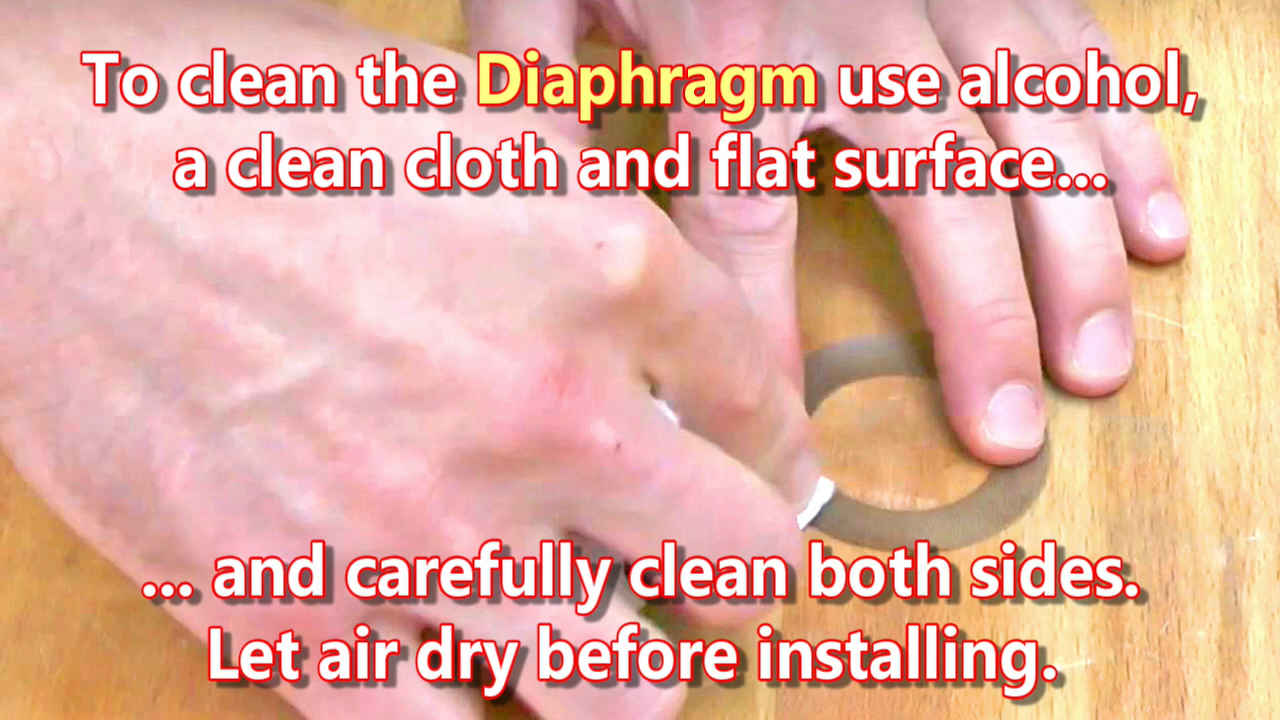 To clean the Diaphragm use alcohol,
a clean cloth and flat surface...
... and carefully clean both sides.
Let air dry before installing.